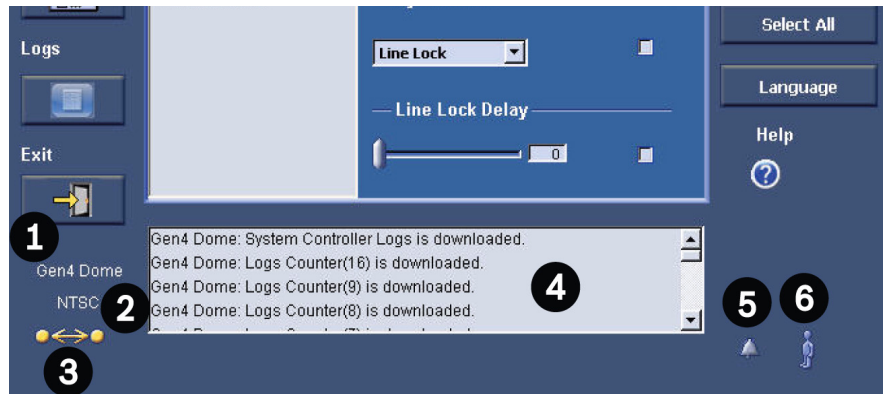 Logs
Exit
1
Gen4 Dome
NTSC
2
3
Line Lock
Line Lock Delay
0
Gen4 Dome: System Controller Logs is downloaded.
Gen4 Dome: Logs Counter(16) is downloaded.
Gen4 Dome: Logs Counter(9) is downloaded.
Gen4 Dome: Logs Counter(8) is downloaded.
4
Select All
Language
Help
?
5
6